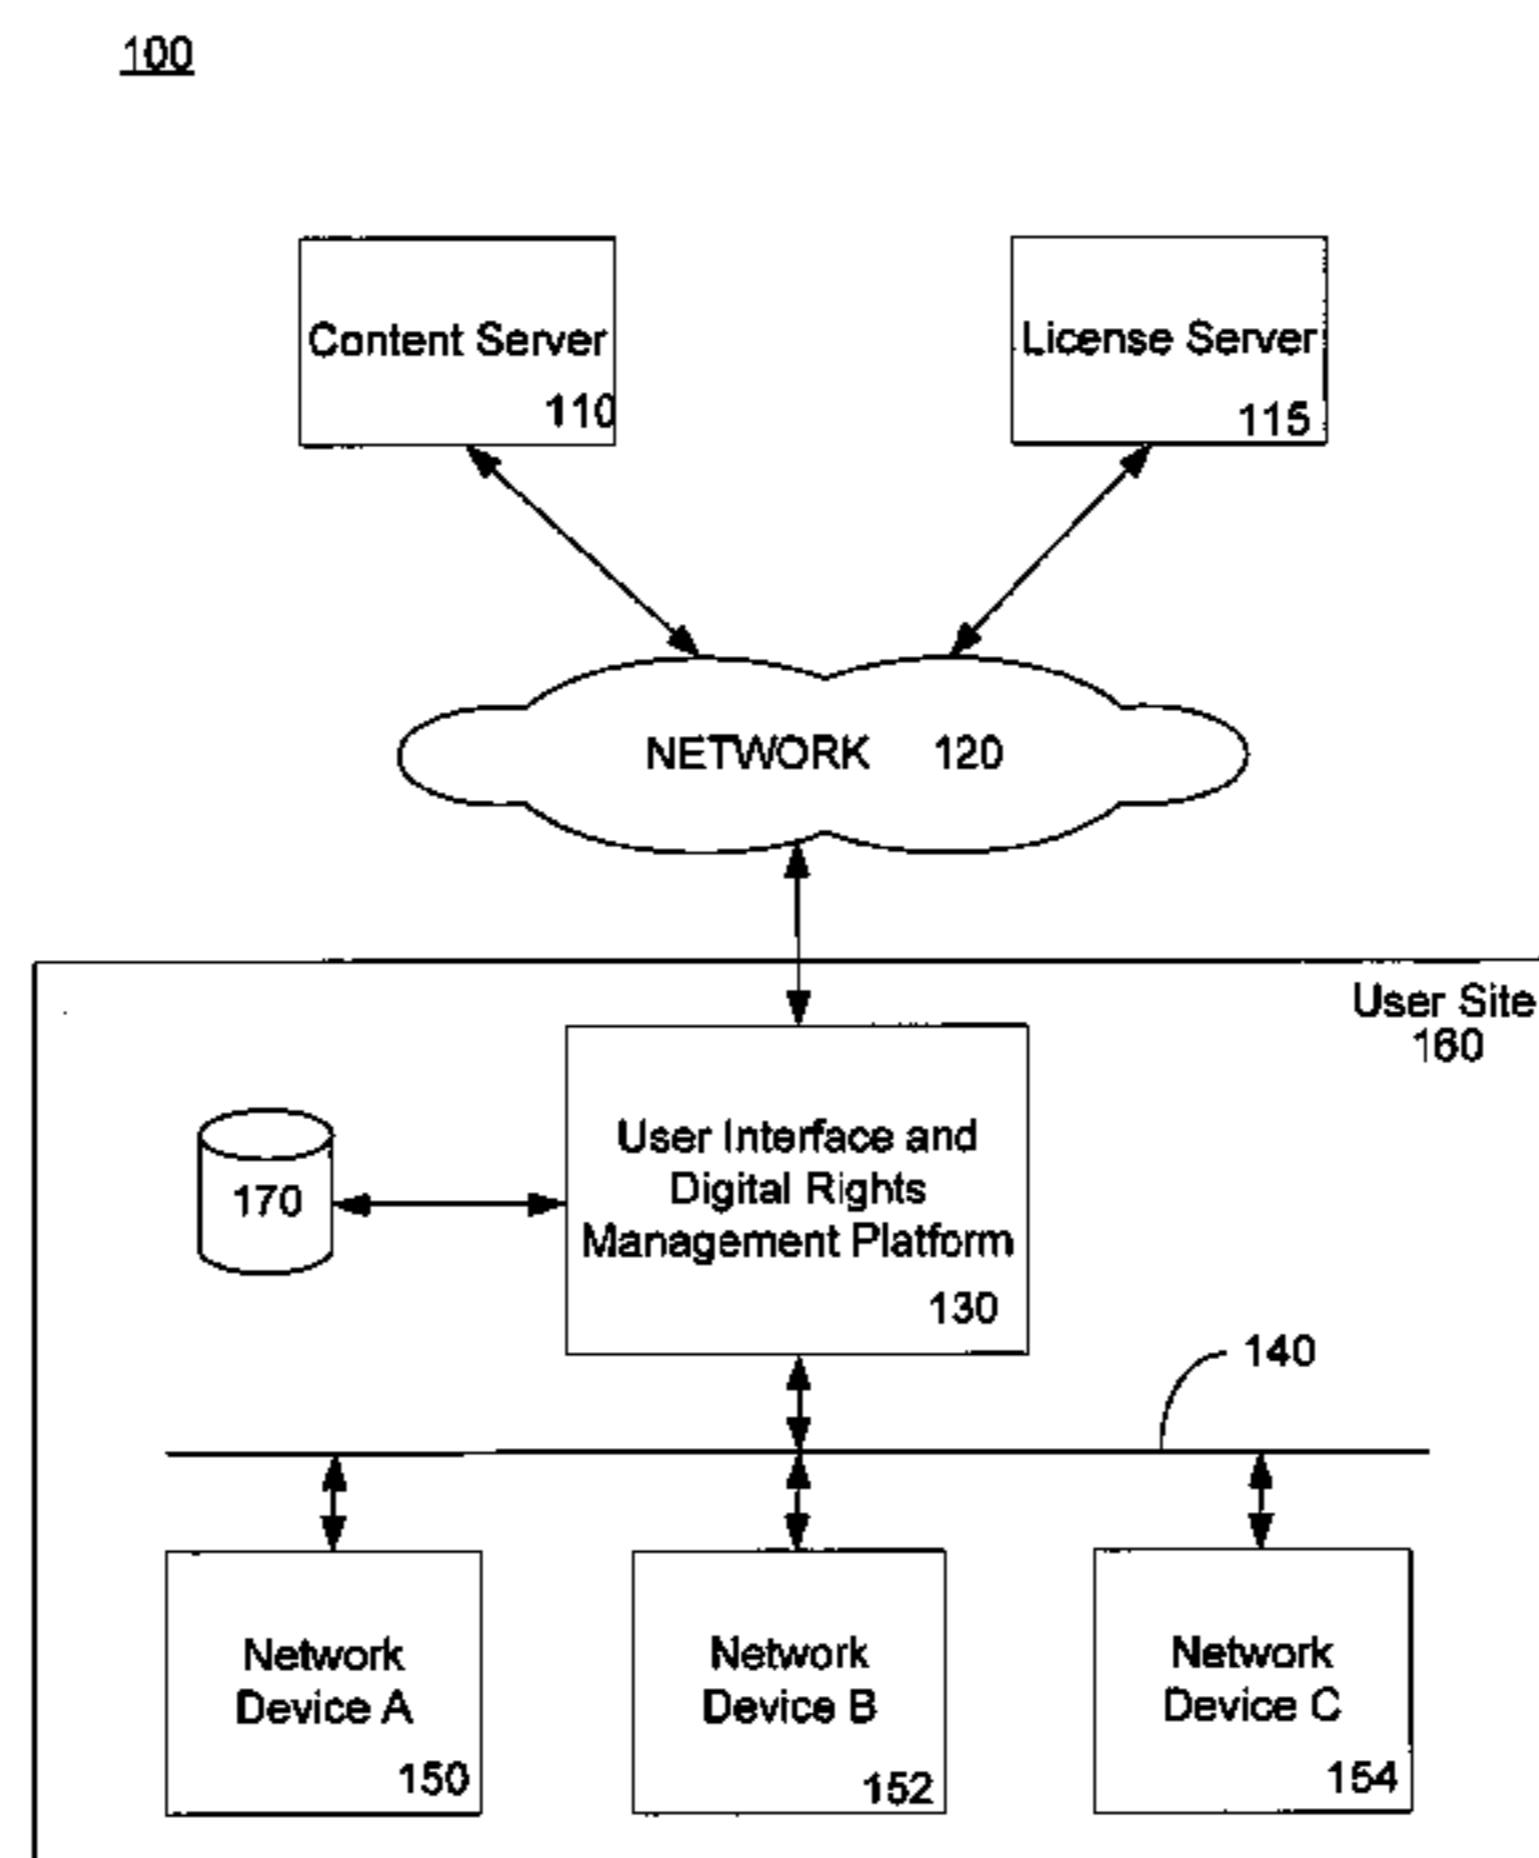 100
Content Server
110
License Server
115
NETWORK 120
User Site
160
User Interface and
Digital Rights
Management Platform
130
170
140
Network
Device A
150
Network
Device B
152
Network
Device C
154